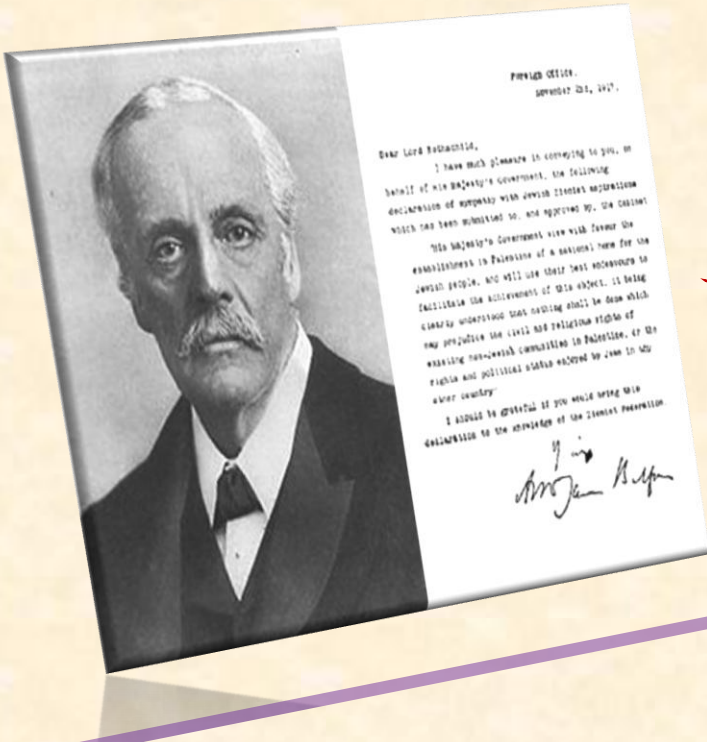 Foreign Office,
November 2nd, 1917.
Dear Lord Rothschild,
I have much pleasure in conveying to you, on
behalf of His Majesty's Government, the following
declaration of sympathy with Jewish Zionist aspirations
which has been submitted to, and approved by, the Cabinet
"His Majesty's Government view with favour the
establishment in Palestine of a national home for the
Jewish people, and will use their best endeavours to
facilitate the achievement of this object, it being
clearly understood that nothing shall be done which
may prejudice the civil and religious rights of
existing non-Jewish communities in Palestine, or the
rights and political status enjoyed by Jews in any
other country"
I should be grateful if you would bring this
declaration to the knowledge of the Zionist Federation.